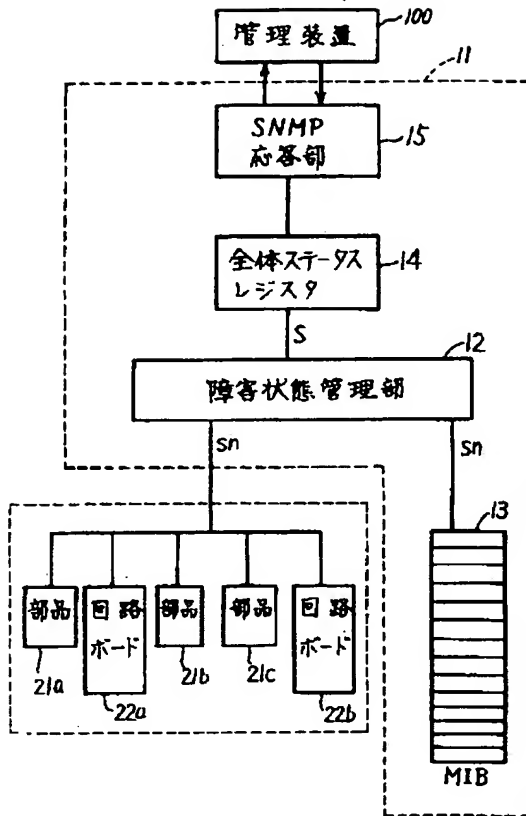 100
管理装置
11
SNMP
応答部
15
全体ステータス
レジスタ
14
S
12
障害状態管理部
Sn
Sn
13
部品
回路
ボード
部品
部品
回路
ボード
21a
22a
21b
21c
22b
MIB